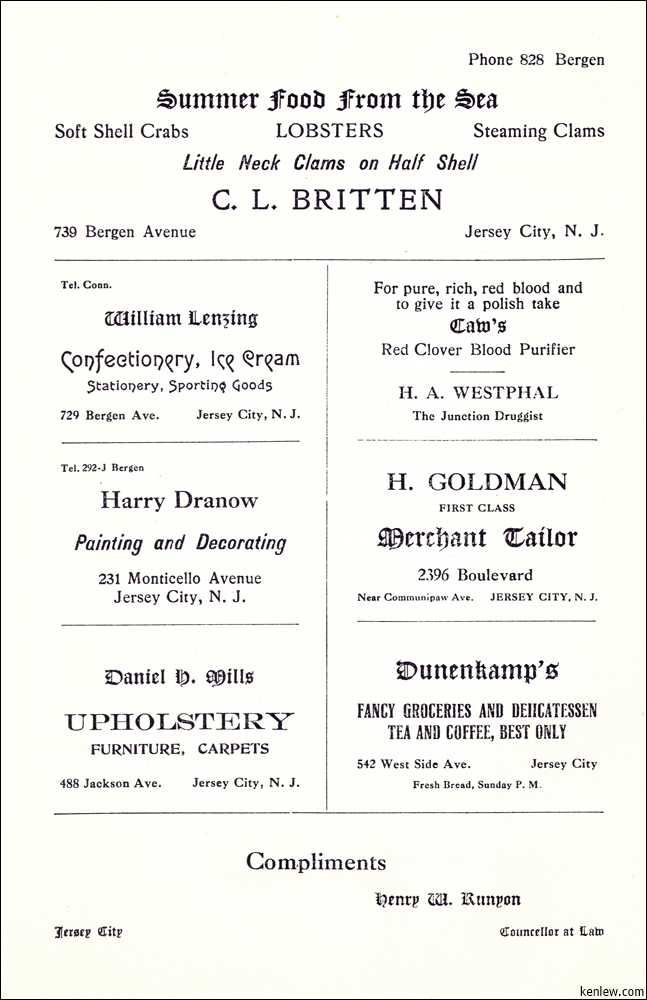 Phone 828 Bergen
Summer Food From the Sea
Soft Shell Crabs LOBSTERS Steaming Clams
Little Neck Clams on Half Shell
C. L. BRITTEN
739 Bergen Avenue Jersey City, N. J.
Tel. Conn.
William Lenzing
Confectionery, Ice Cream
Stationery, Sporting Goods
729 Bergen Ave. Jersey City, N. J.
Tel. 292-J Bergen
Harry Dranow
Painting and Decorating
231 Monticello Avenue
Jersey City, N. J.
Daniel H. Mills
UPHOLSTERY
FURNITURE, CARPETS
488 Jackson Ave. Jersey City, N. J.
For pure, rich, red blood and
to give it a polish take
Caw's
Red Clover Blood Purifier
H. A. WESTPHAL
The Junction Druggist
H. GOLDMAN
FIRST CLASS
Merchant Tailor
2396 Boulevard
Near Communipaw Ave. JERSEY CITY, N. J.
Dunenkamp's
FANCY GROCERIES AND DELICATESSEN
TEA AND COFFEE, BEST ONLY
542 West Side Ave. Jersey City
Fresh Bread, Sunday P. M.
Compliments
Henry W. Runyon
Jersey City Councellor at Law
kenlew.com